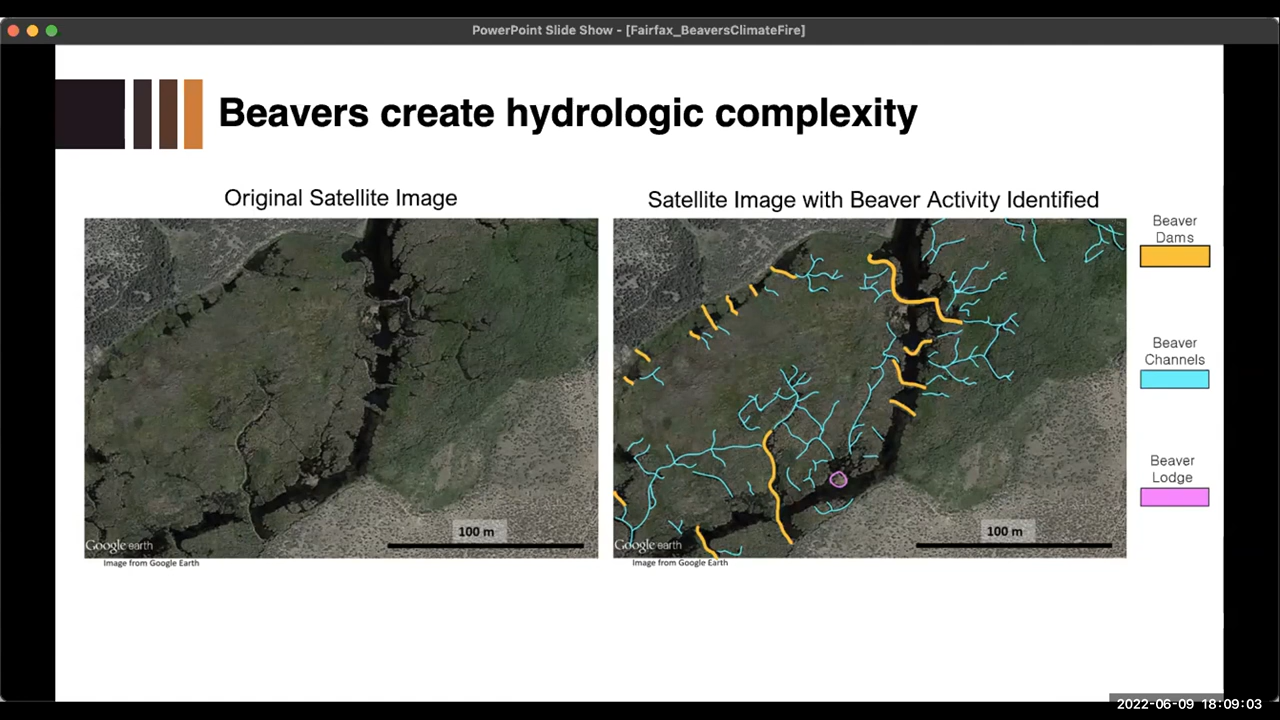 PowerPoint Slide Show - [Fairfax_BeaversClimateFire]
Beavers create hydrologic complexity
Original Satellite Image
Satellite Image with Beaver Activity Identified
Beaver
Dams
Beaver
Channels
Beaver
Lodge
100 m
Google earth
Image from Google Earth
100 m
Google earth
Image from Google Earth
2022-06-09 18:09:03